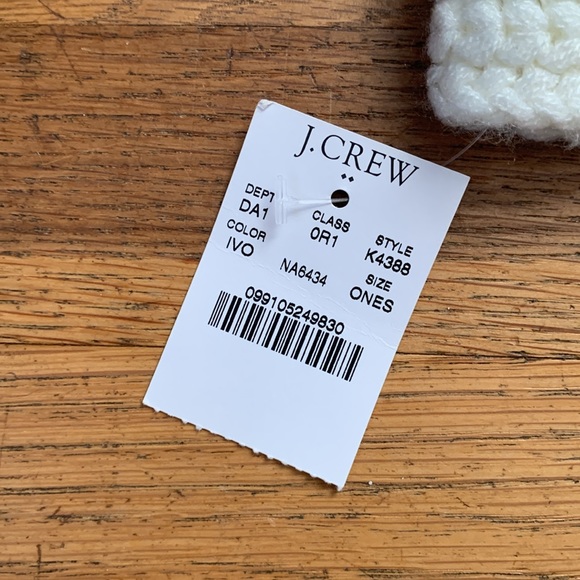 J.CREW
DEPT CLASS STYLE
DA1 0R1 K4388
COLOR SIZE
IVO NA6434 ONES
099105249830